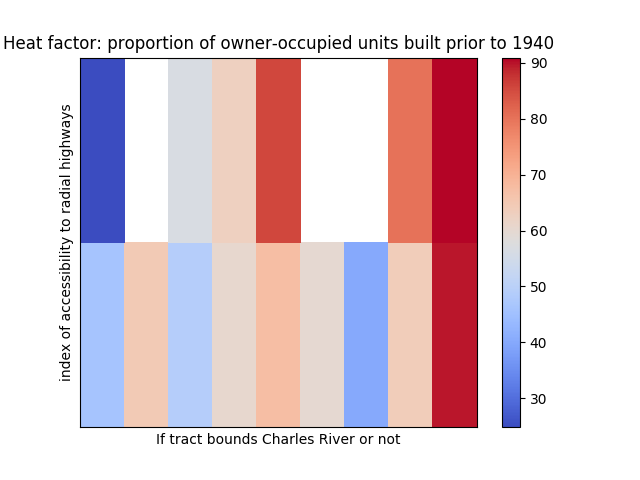 Heat factor: proportion of owner-occupied units built prior to 1940
index of accessibility to radial highways
If tract bounds Charles River or not
90
80
70
60
50
40
30